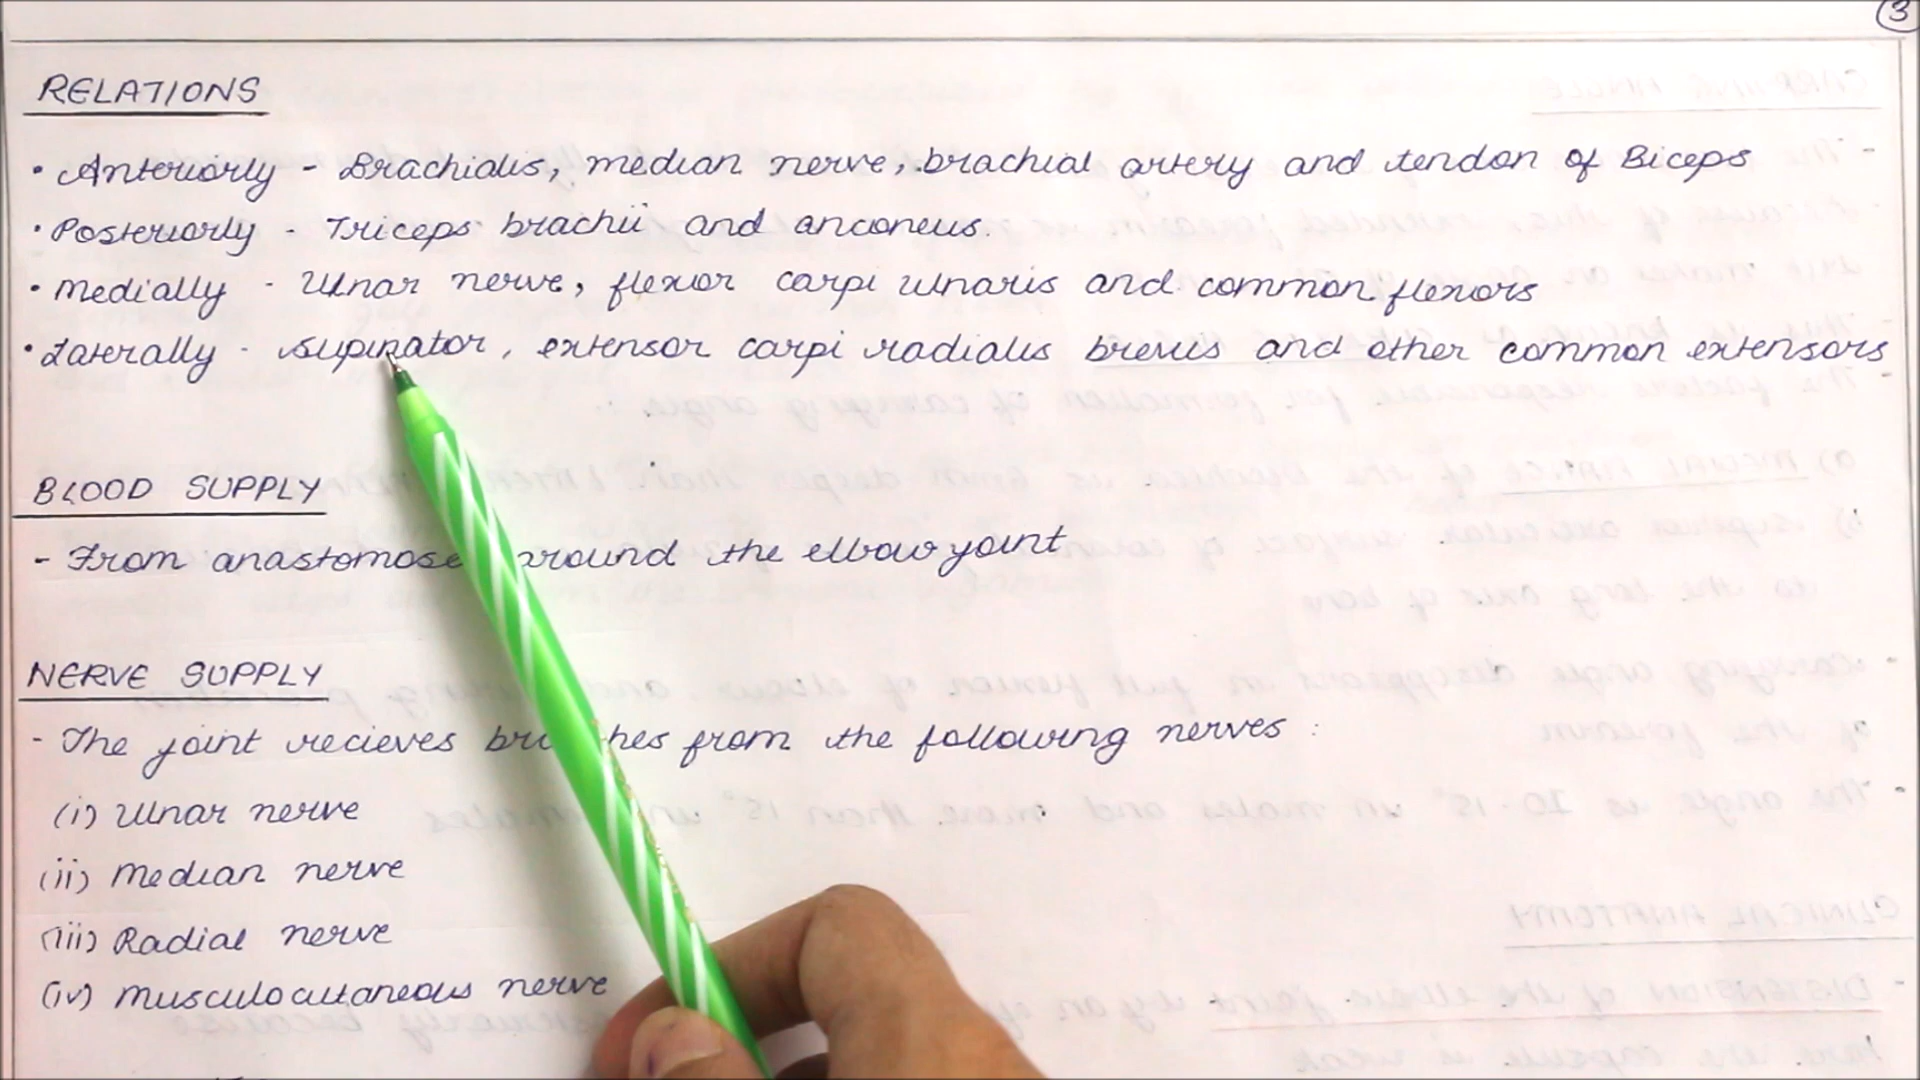 3
RELATIONS
• Anteriorly - Brachialis, median nerve, brachial artery and tendon of Biceps
• Posteriorly - Triceps brachii and anconeus.
• Medially - Ulnar nerve, flexor carpi ulnaris and common flexors
• Laterally - Supinator, extensor carpi radialis brevis and other common extensors
BLOOD SUPPLY
- From anastomose around the elbow joint
NERVE SUPPLY
- The joint recieves from the following nerves :
(i) Ulnar nerve
(ii) Median nerve
(iii) Radial nerve
(iv) Musculocutaneous nerve